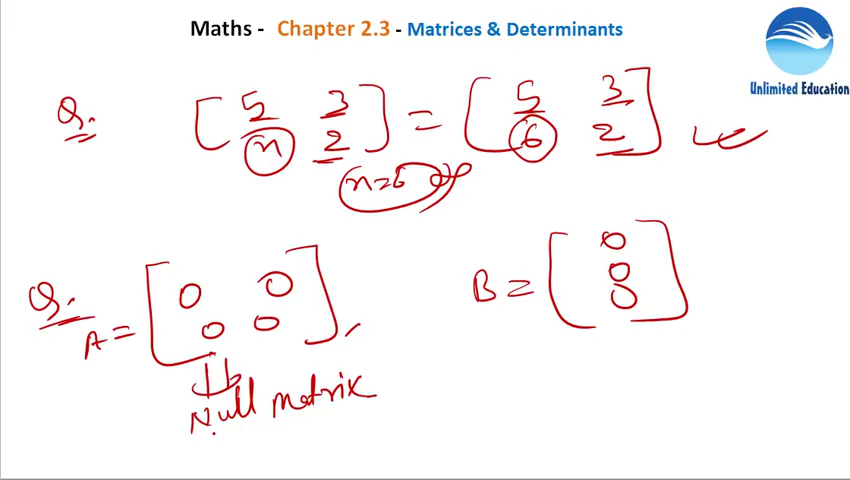 Maths - Chapter 2.3 - Matrices & Determinants
Unlimited Education
Q. [ 5 3 ] = [ 5 3 ]
[ n 2 ] [ 6 2 ]
n=6
Q. A = [ 0 0 ] , B = [ 0 ]
[ 0 0 ] [ 0 ]
[ 0 ]
Null matrix